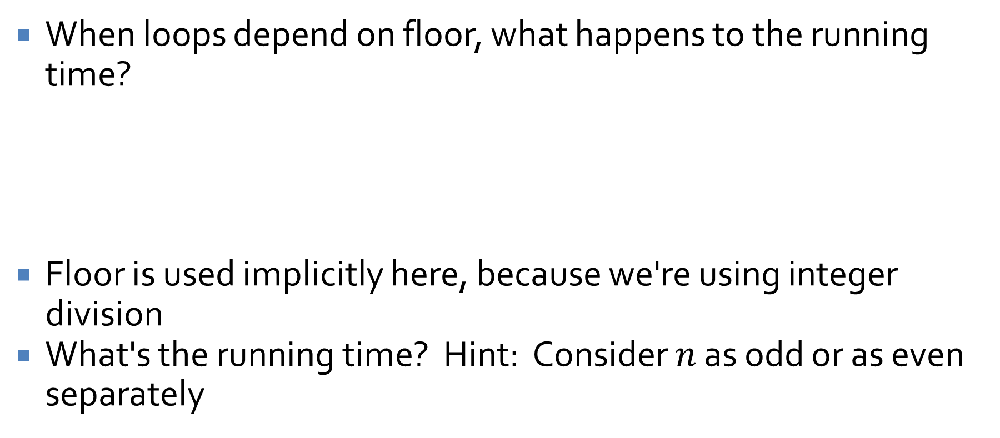 ▪ When loops depend on floor, what happens to the running
time?
▪ Floor is used implicitly here, because we're using integer
division
▪ What's the running time?  Hint:  Consider 𝑛 as odd or as even
separately